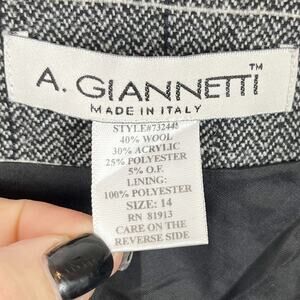 A. GIANNETTI™
MADE IN ITALY
STYLE#732445
40% WOOL
30% ACRYLIC
25% POLYESTER
5% O.F.
LINING:
100% POLYESTER
SIZE: 14
RN 81913
CARE ON THE
REVERSE SIDE